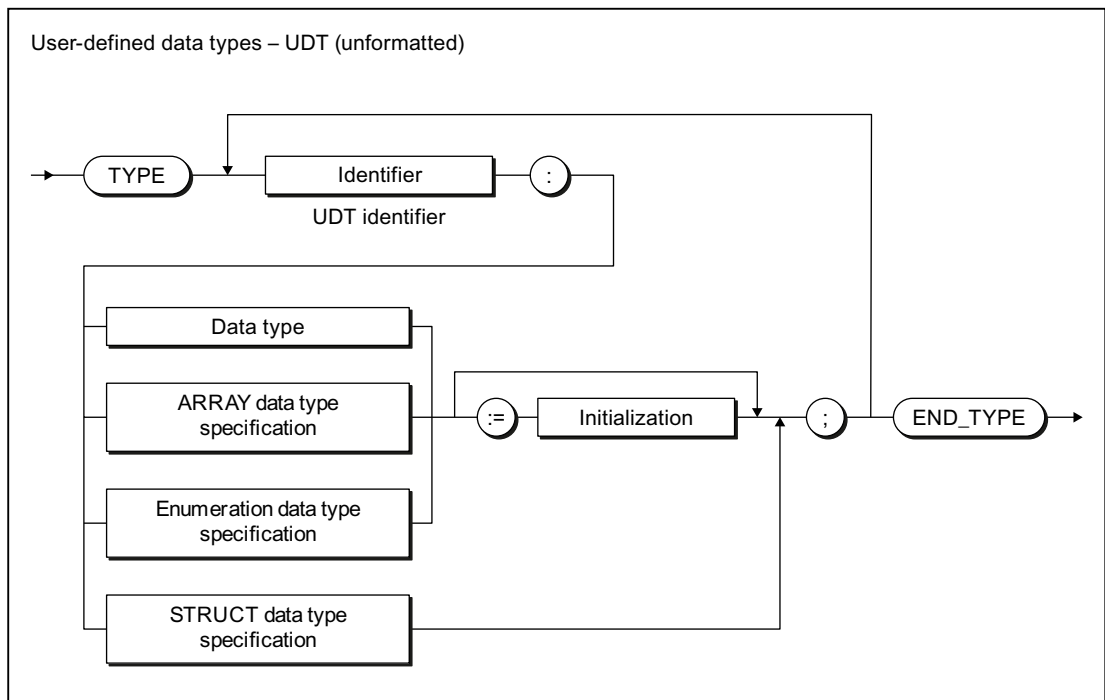 User-defined data types – UDT (unformatted)
TYPE
Identifier
:
UDT identifier
Data type
ARRAY data type
specification
:=
Initialization
;
END_TYPE
Enumeration data type
specification
STRUCT data type
specification